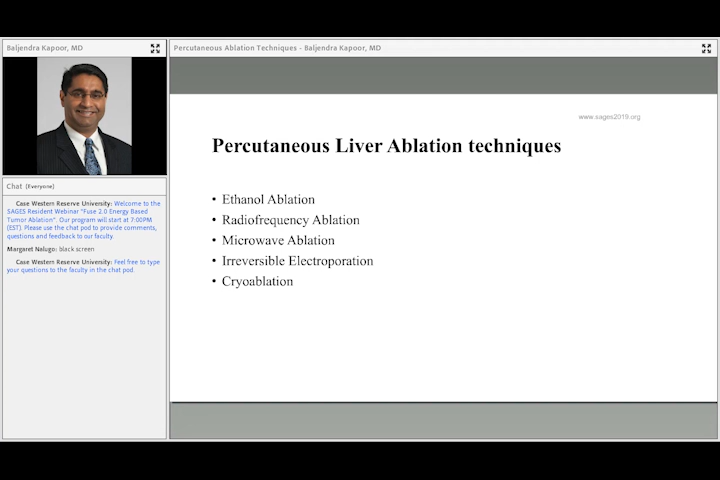 Baljendra Kapoor, MD
Percutaneous Ablation Techniques - Baljendra Kapoor, MD
Chat (Everyone)
Case Western Reserve University: Welcome to the
SAGES Resident Webinar "Fuse 2.0 Energy Based
Tumor Ablation". Our program will start at 7:00PM
(EST). Please use the chat pod to provide comments,
questions and feedback to our faculty.
Margaret Nalugo: black screen
Case Western Reserve University: Feel free to type
your questions to the faculty in the chat pod.
www.sages2019.org
Percutaneous Liver Ablation techniques
• Ethanol Ablation
• Radiofrequency Ablation
• Microwave Ablation
• Irreversible Electroporation
• Cryoablation